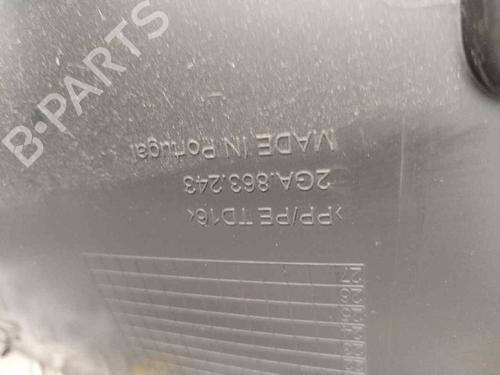 B-PARTS
>PP/PE TD16<
2GA.863.243
MADE IN Portugal